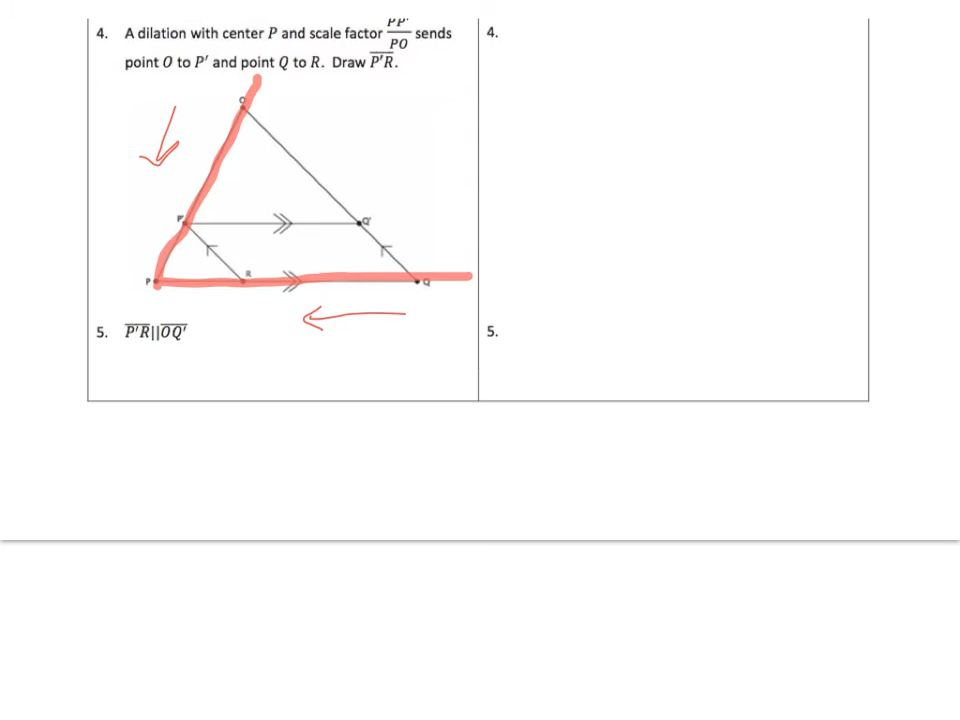 4. A dilation with center P and scale factor PP'/PO sends
4.
point O to P′ and point Q to R. Draw P′R.
O
P'
Q'
R
P
Q
5. P′R||OQ′
5.